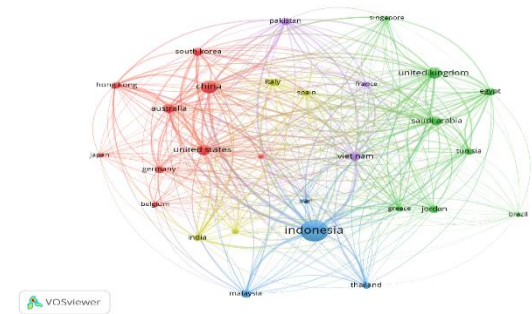 pakistan
singapore
south korea
united kingdom
hong kong
china
italy
france
egypt
spain
australia
saudi arabia
japan
united states
viet nam
tunisia
germany
iran
belgium
greece
jordan
brazil
india
indonesia
malaysia
thailand
VOSviewer